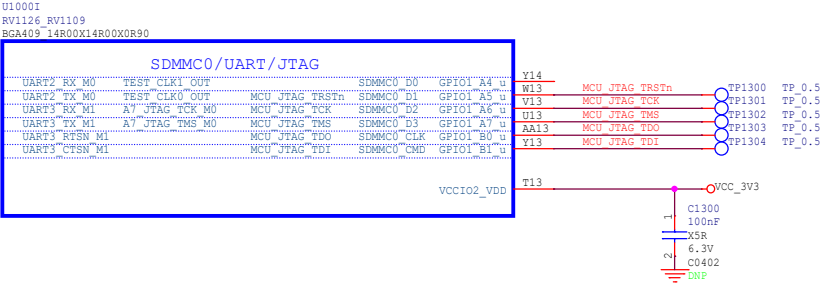 U1000I
RV1126_RV1109
BGA409_14R00X14R00X0R90
SDMMC0/UART/JTAG
UART2_RX_M0 TEST_CLK1_OUT SDMMC0_D0 GPIO1_A4_u Y14
UART2_TX_M0 TEST_CLK0_OUT MCU_JTAG_TRSTn SDMMC0_D1 GPIO1_A5_u W13 MCU_JTAG_TRSTn TP1300 TP_0.5
UART3_RX_M1 A7_JTAG_TCK_M0 MCU_JTAG_TCK SDMMC0_D2 GPIO1_A6_u V13 MCU_JTAG_TCK TP1301 TP_0.5
UART3_TX_M1 A7_JTAG_TMS_M0 MCU_JTAG_TMS SDMMC0_D3 GPIO1_A7_u U13 MCU_JTAG_TMS TP1302 TP_0.5
UART3_RTSN_M1 MCU_JTAG_TDO SDMMC0_CLK GPIO1_B0_u AA13 MCU_JTAG_TDO TP1303 TP_0.5
UART3_CTSN_M1 MCU_JTAG_TDI SDMMC0_CMD GPIO1_B1_u Y13 MCU_JTAG_TDI TP1304 TP_0.5
VCCIO2_VDD T13 VCC_3V3
C1300
1
100nF
X5R
6.3V
2
C0402
DNP